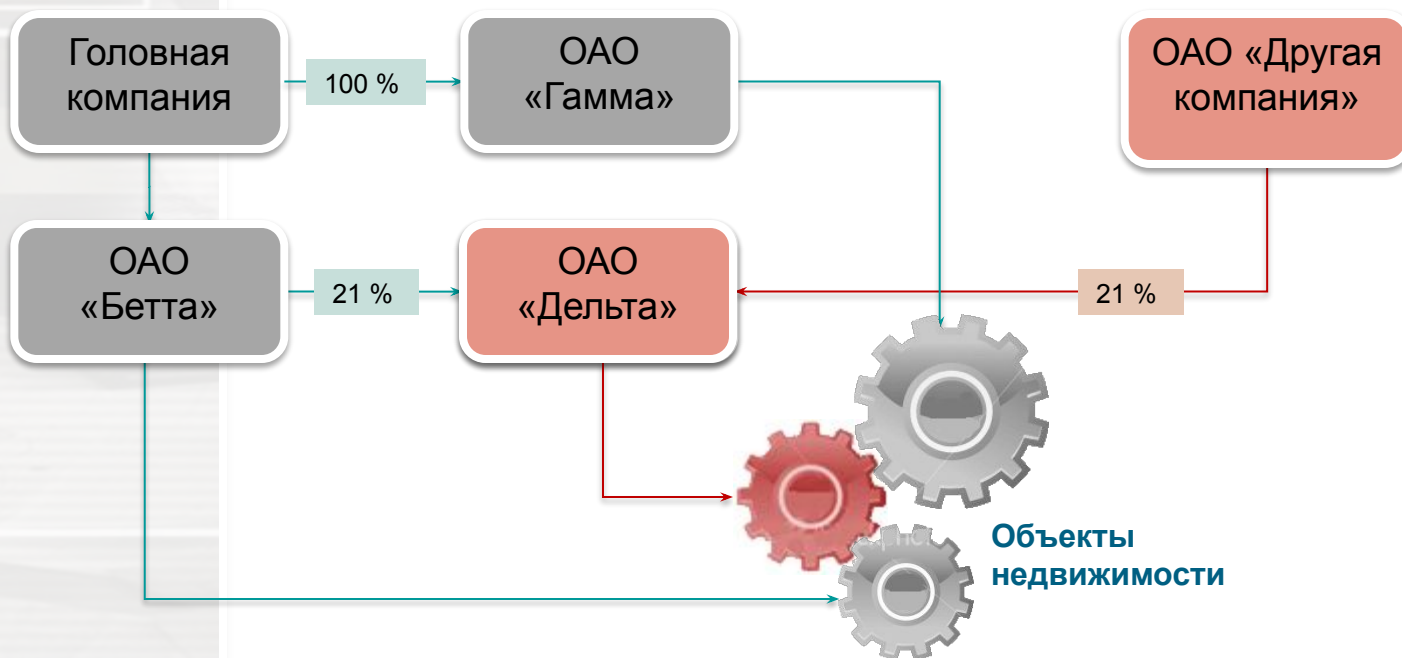 Головная
компания
100 %
ОАО
«Гамма»
ОАО «Другая
компания»
ОАО
«Бетта»
21 %
ОАО
«Дельта»
21 %
Объекты
недвижимости